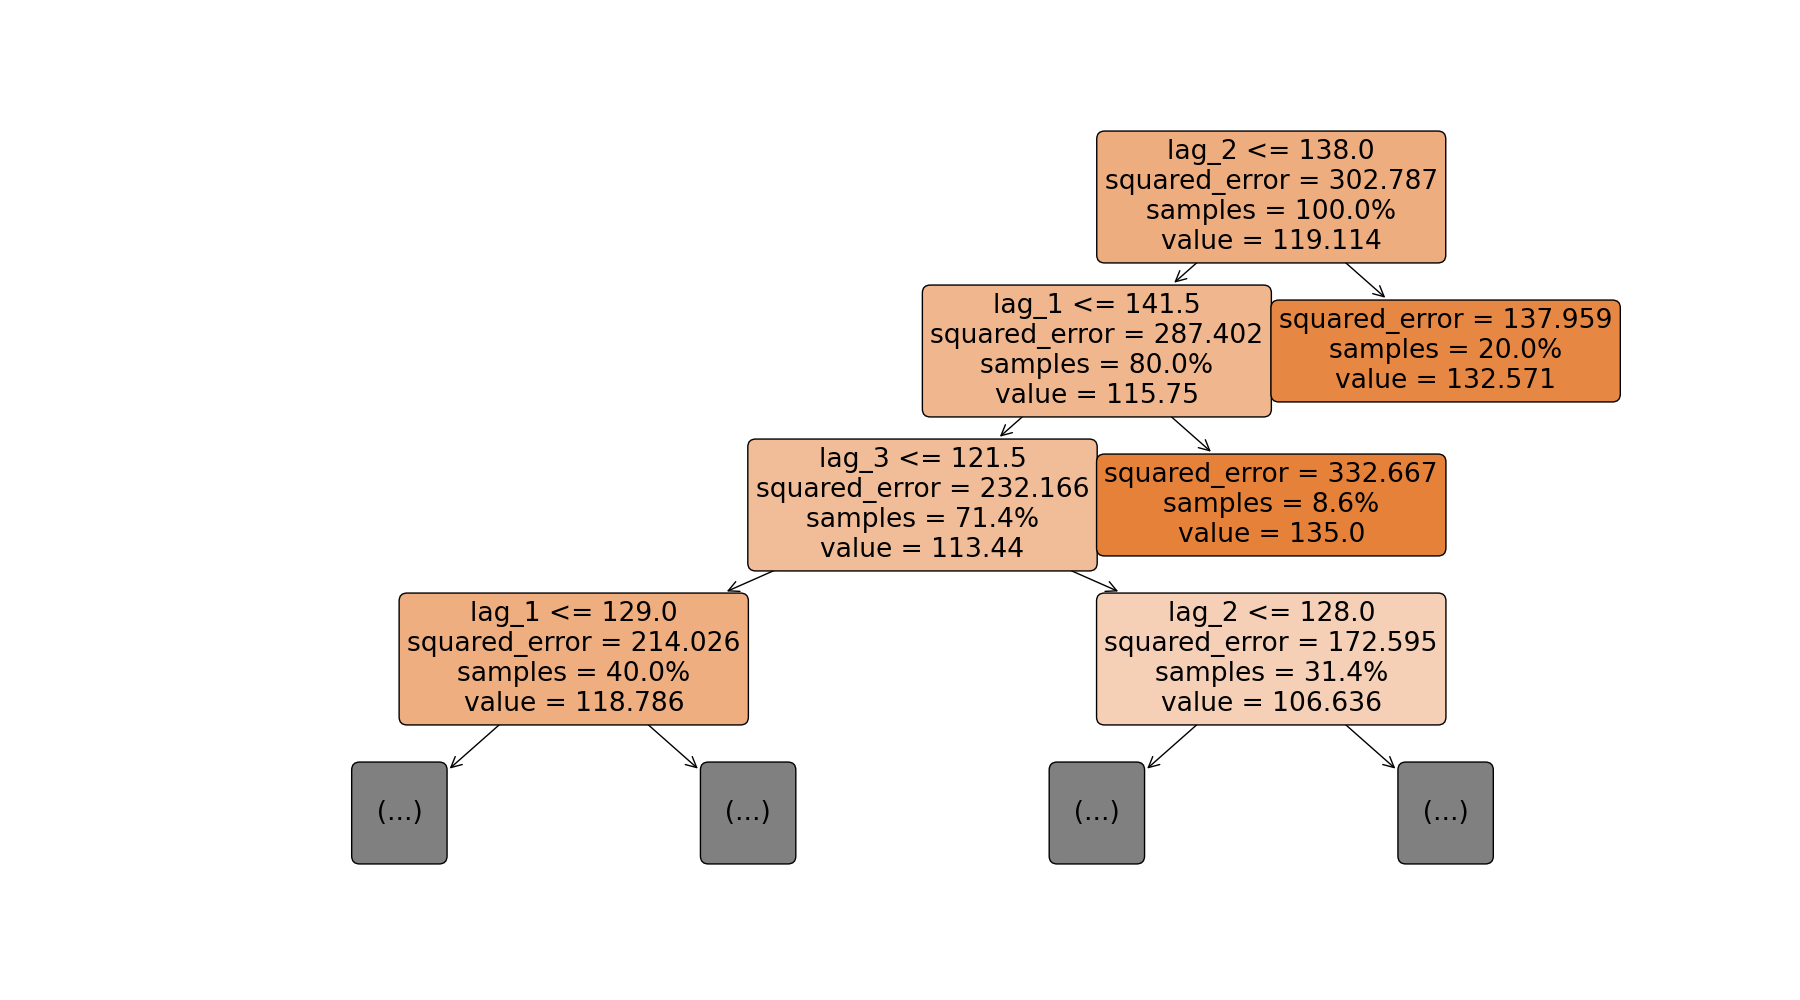 lag_2 <= 138.0
squared_error = 302.787
samples = 100.0%
value = 119.114
lag_1 <= 141.5
squared_error = 287.402
samples = 80.0%
value = 115.75
squared_error = 137.959
samples = 20.0%
value = 132.571
lag_3 <= 121.5
squared_error = 232.166
samples = 71.4%
value = 113.44
squared_error = 332.667
samples = 8.6%
value = 135.0
lag_1 <= 129.0
squared_error = 214.026
samples = 40.0%
value = 118.786
lag_2 <= 128.0
squared_error = 172.595
samples = 31.4%
value = 106.636
(...)
(...)
(...)
(...)